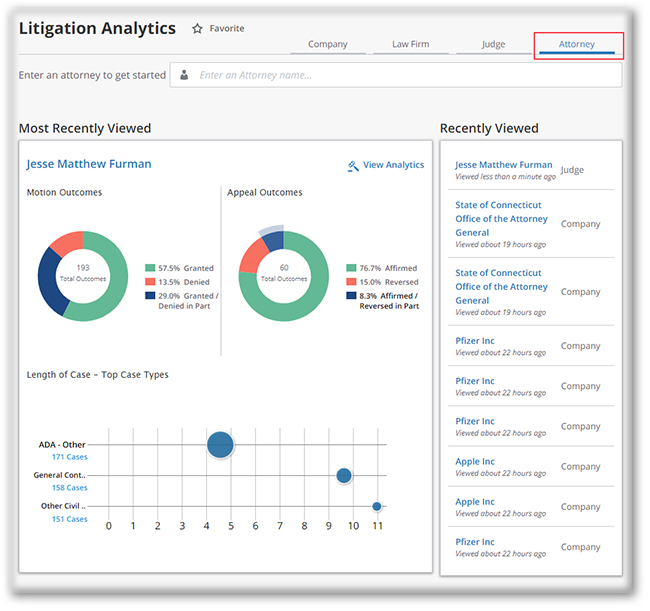 Litigation Analytics
Favorite
Company
Law Firm
Judge
Attorney
Enter an attorney to get started
Enter an Attorney name...
Most Recently Viewed
Jesse Matthew Furman
View Analytics
Motion Outcomes
193
Total Outcomes
57.5% Granted
13.5% Denied
29.0% Granted /
Denied in Part
Appeal Outcomes
60
Total Outcomes
76.7% Affirmed
15.0% Reversed
8.3% Affirmed /
Reversed in Part
Length of Case – Top Case Types
ADA - Other
171 Cases
General Cont..
158 Cases
Other Civil ..
151 Cases
0 1 2 3 4 5 6 7 8 9 10 11
Recently Viewed
Jesse Matthew Furman
Viewed less than a minute ago
Judge
State of Connecticut
Office of the Attorney
General
Viewed about 19 hours ago
Company
State of Connecticut
Office of the Attorney
General
Viewed about 19 hours ago
Company
Pfizer Inc
Viewed about 22 hours ago
Company
Pfizer Inc
Viewed about 22 hours ago
Company
Pfizer Inc
Viewed about 22 hours ago
Company
Apple Inc
Viewed about 22 hours ago
Company
Apple Inc
Viewed about 22 hours ago
Company
Pfizer Inc
Viewed about 22 hours ago
Company